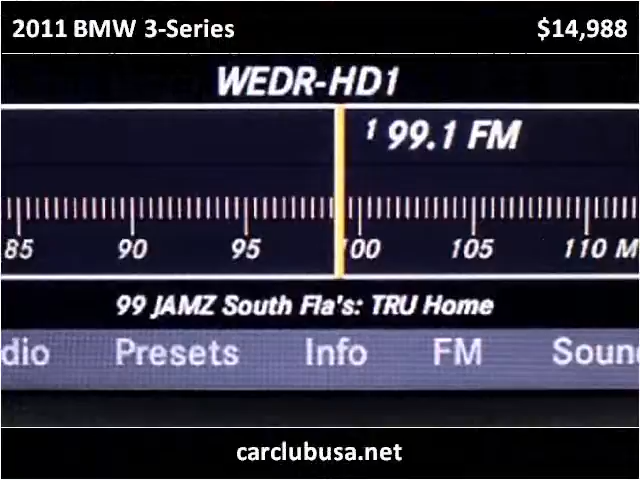 2011 BMW 3-Series $14,988
WEDR-HD1
1 99.1 FM
85 90 95 100 105 110 M
99 JAMZ South Fla's: TRU Home
dio Presets Info FM Soun
carclubusa.net